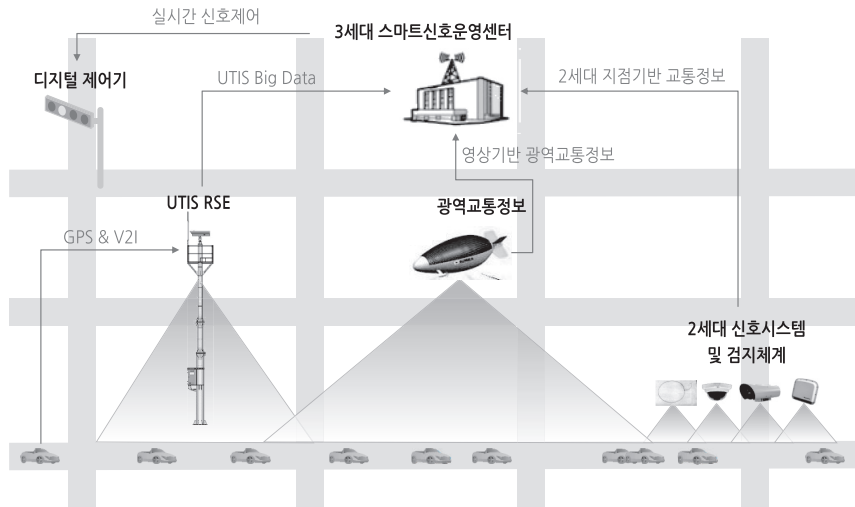 실시간 신호제어
3세대 스마트신호운영센터
디지털 제어기
UTIS Big Data
2세대 지점기반 교통정보
영상기반 광역교통정보
UTIS RSE
광역교통정보
GPS & V2I
2세대 신호시스템
및 검지체계